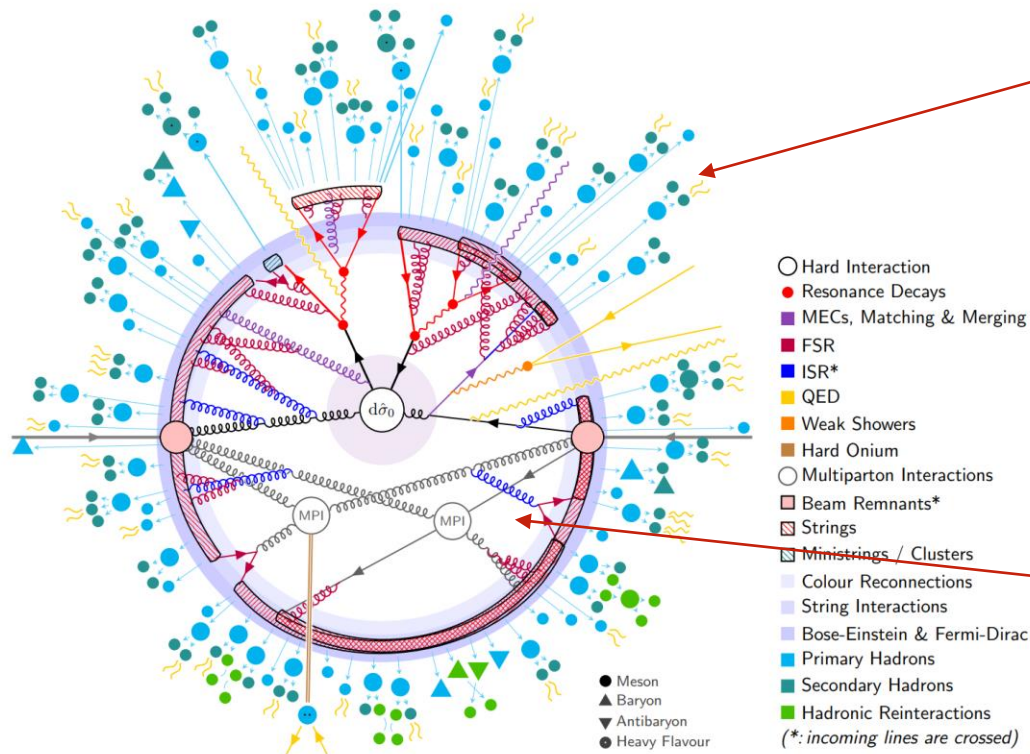 dσ̂₀
MPI
MPI
Hard Interaction
Resonance Decays
MECs, Matching & Merging
FSR
ISR*
QED
Weak Showers
Hard Onium
Multiparton Interactions
Beam Remnants*
Strings
Ministrings / Clusters
Colour Reconnections
String Interactions
Bose-Einstein & Fermi-Dirac
Primary Hadrons
Secondary Hadrons
Hadronic Reinteractions
(*: incoming lines are crossed)
Meson
Baryon
Antibaryon
Heavy Flavour